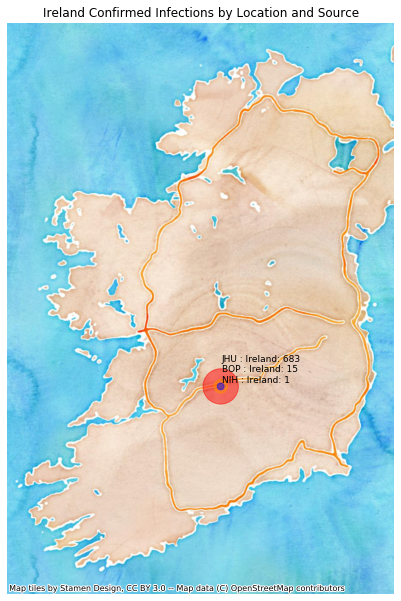 Ireland Confirmed Infections by Location and Source
JHU : Ireland: 683
BOP : Ireland: 15
NIH : Ireland: 1
Map tiles by Stamen Design, CC BY 3.0 -- Map data (C) OpenStreetMap contributors